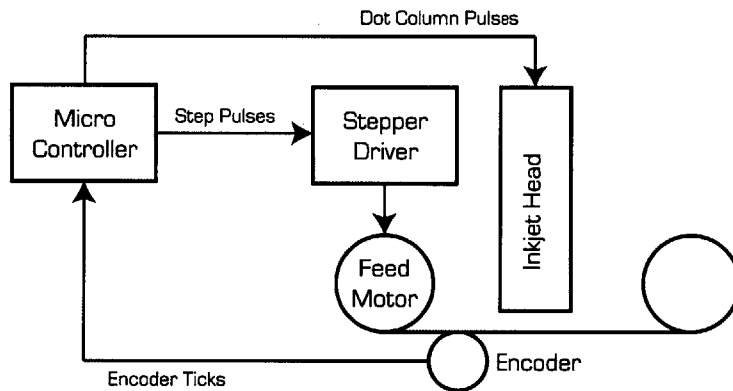 Dot Column Pulses
Micro
Controller
Step Pulses
Stepper
Driver
Inkjet Head
Feed
Motor
Encoder
Encoder Ticks